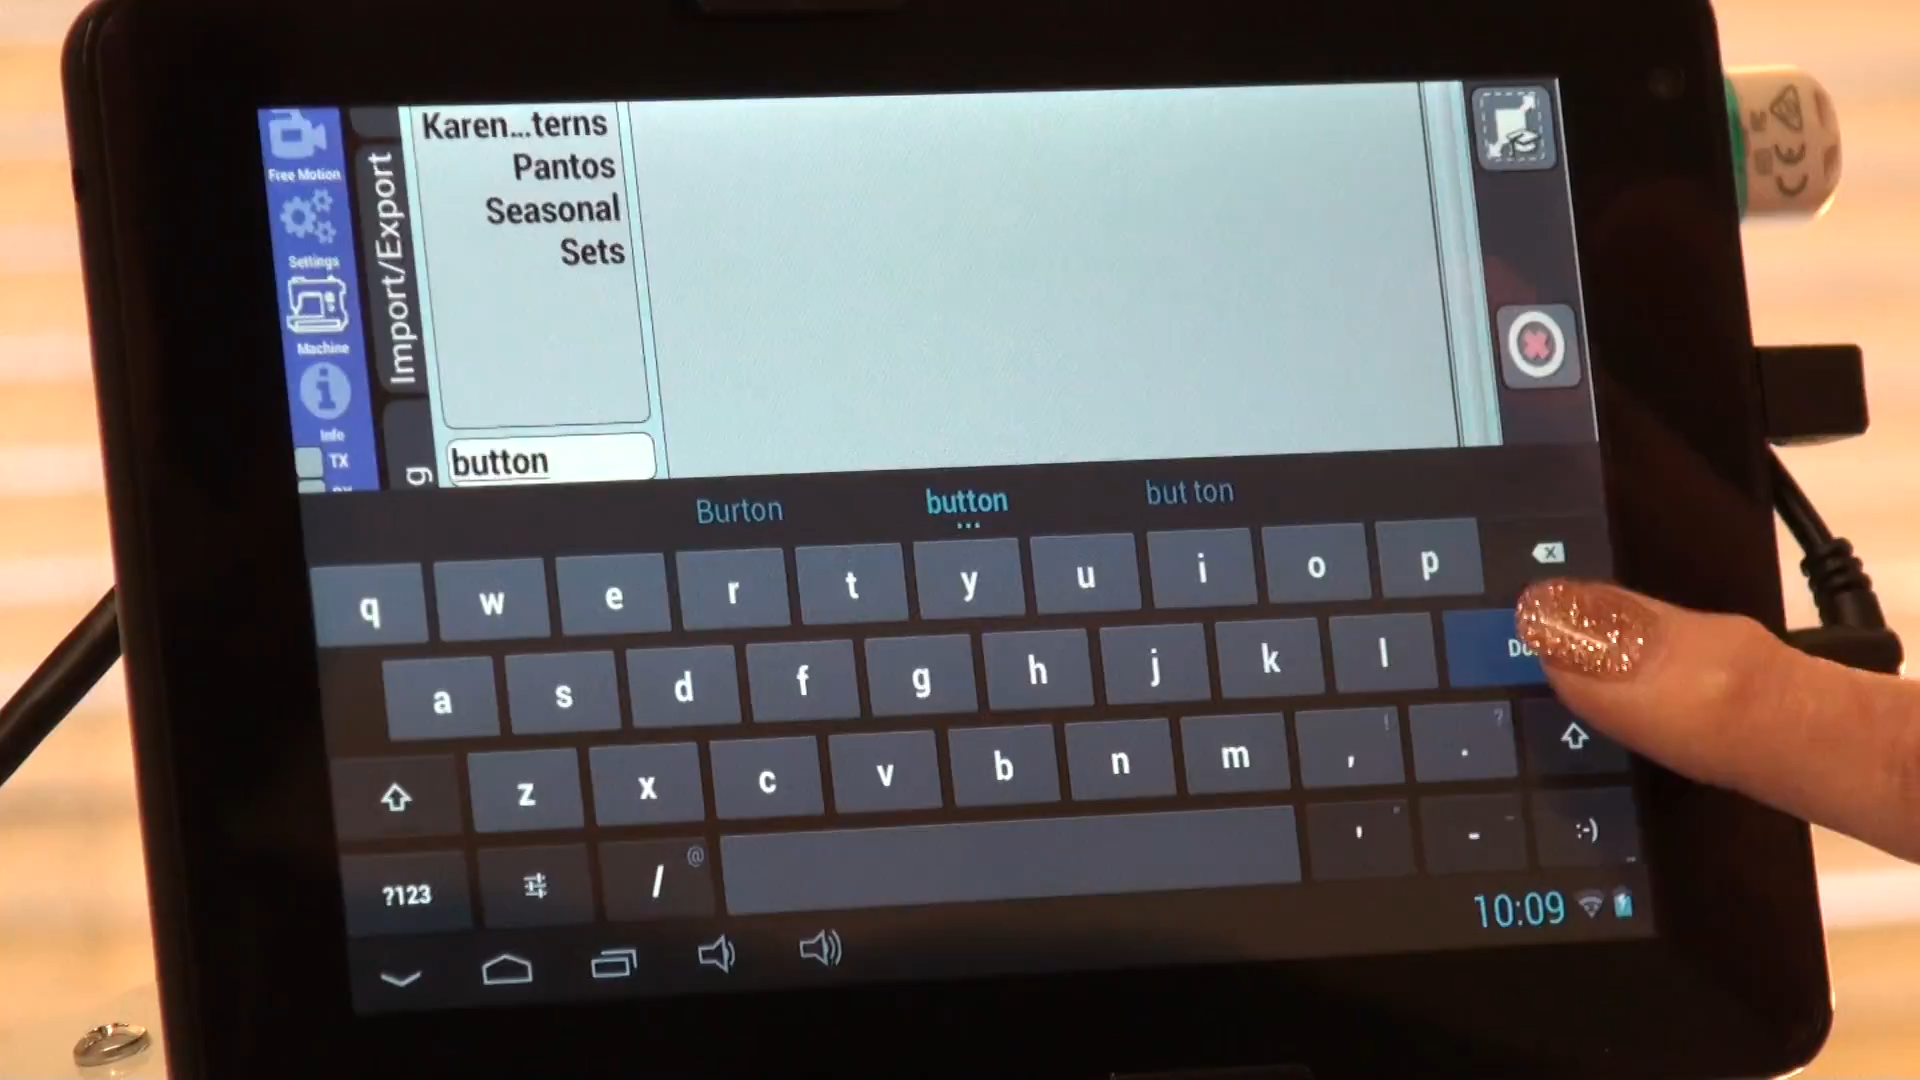 Free Motion
Settings
Machine
Info
TX
Import/Export
g
Karen...terns
Pantos
Seasonal
Sets
button
Burton
button
but ton
q w e r t y u i o p
a s d f g h j k l
z x c v b n m , ! . ?
?123 / @ ' " - _ :-)
10:09
CE